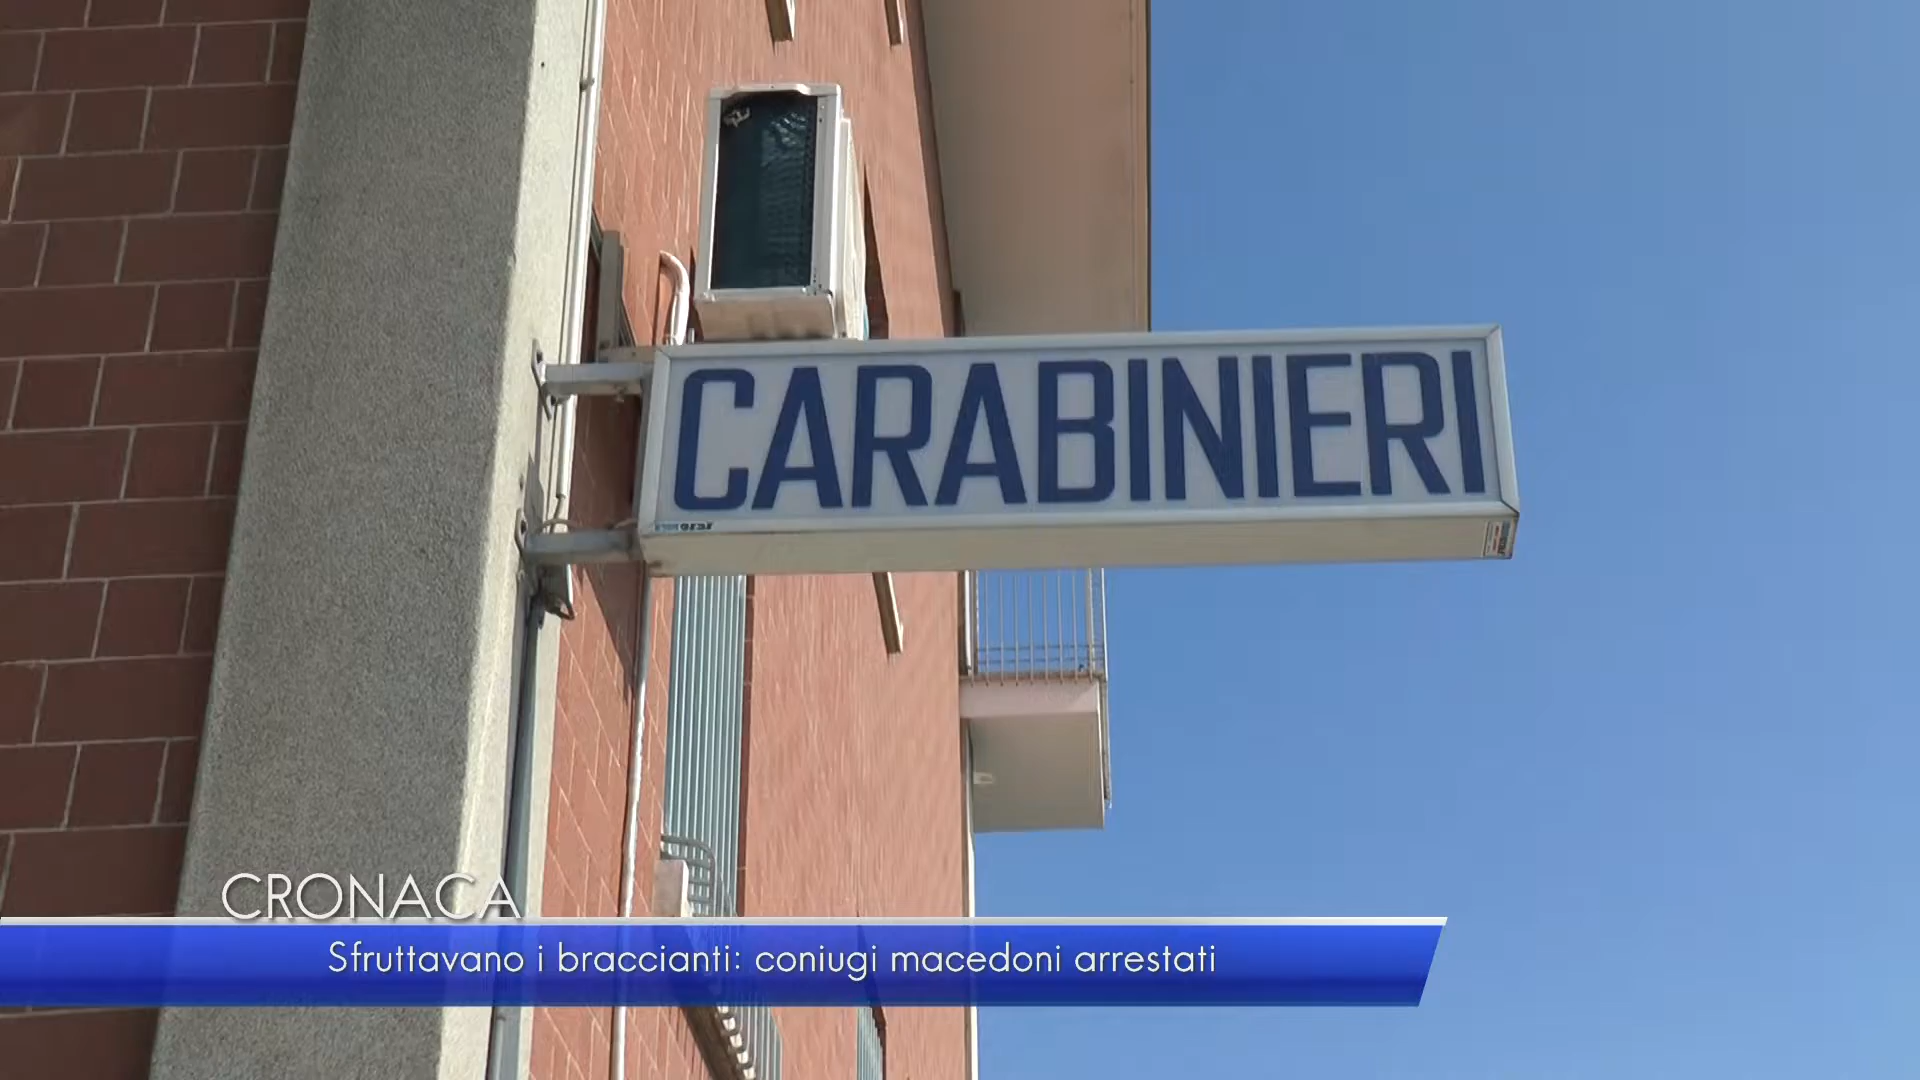 CARABINIERI
CRONACA
Sfruttavano i braccianti: coniugi macedoni arrestati